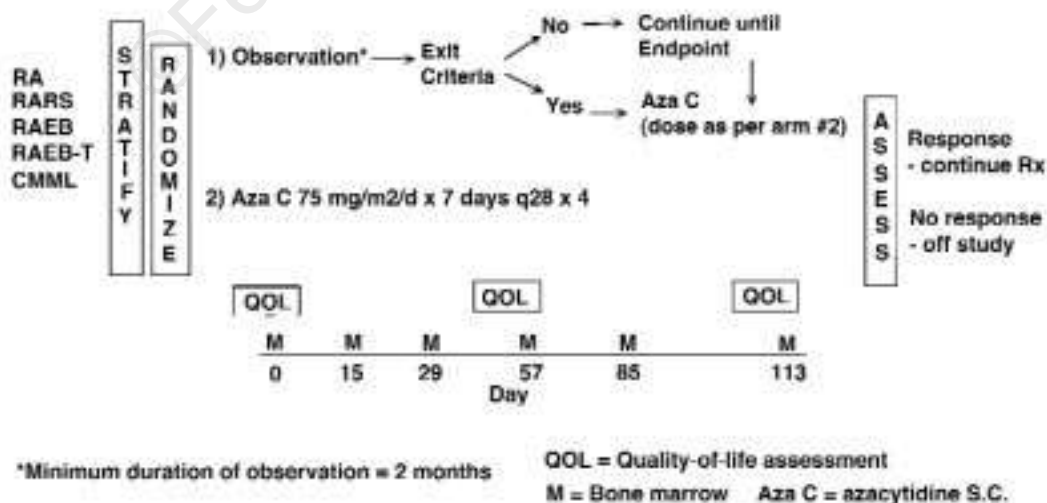 RA
RARS
RAEB
RAEB-T
CMML
STRATIFY
RANDOMIZE
1) Observation*
Exit
Criteria
No
Continue until
Endpoint
Yes
Aza C
(dose as per arm #2)
2) Aza C 75 mg/m2/d x 7 days q28 x 4
ASSESS
Response
- continue Rx
No response
- off study
QOL QOL QOL
M M M M M M
0 15 29 57 85 113
Day
*Minimum duration of observation = 2 months
QOL = Quality-of-life assessment
M = Bone marrow Aza C = azacytidine S.C.